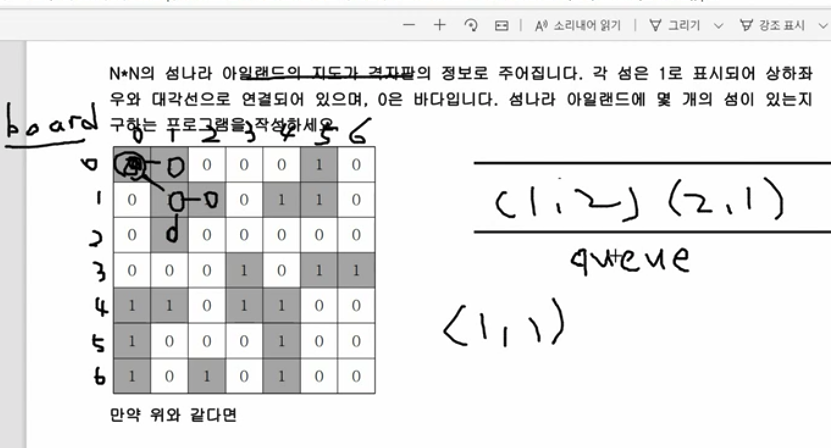 소리내어 읽기 그리기 강조 표시
N*N의 섬나라 아일랜드의 지도가 격자판의 정보로 주어집니다. 각 섬은 1로 표시되어 상하좌
우와 대각선으로 연결되어 있으며, 0은 바다입니다. 섬나라 아일랜드에 몇 개의 섬이 있는지
구하는 프로그램을 작성하세요
board
0 1 2 3 4 5 6
0 0 0 0 0 1 0
1 0 0 0 0 1 1 0
2 0 0 0 0 0 0 0
3 0 0 0 1 0 1 1
4 1 1 0 1 1 0 0
5 1 0 0 0 1 0 0
6 1 0 1 0 1 0 0
(1,2) (2,1)
queue
(1,1)
만약 위와 같다면